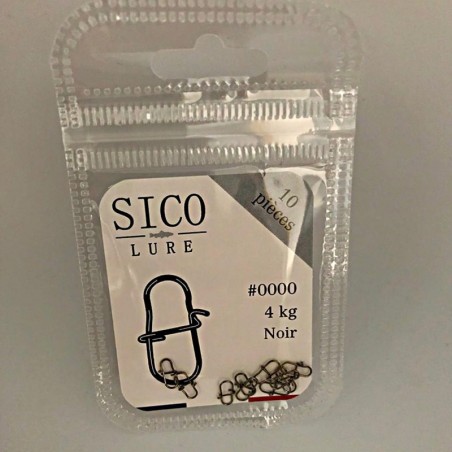 10
pièces
SICO
LURE
#0000
4 kg
Noir